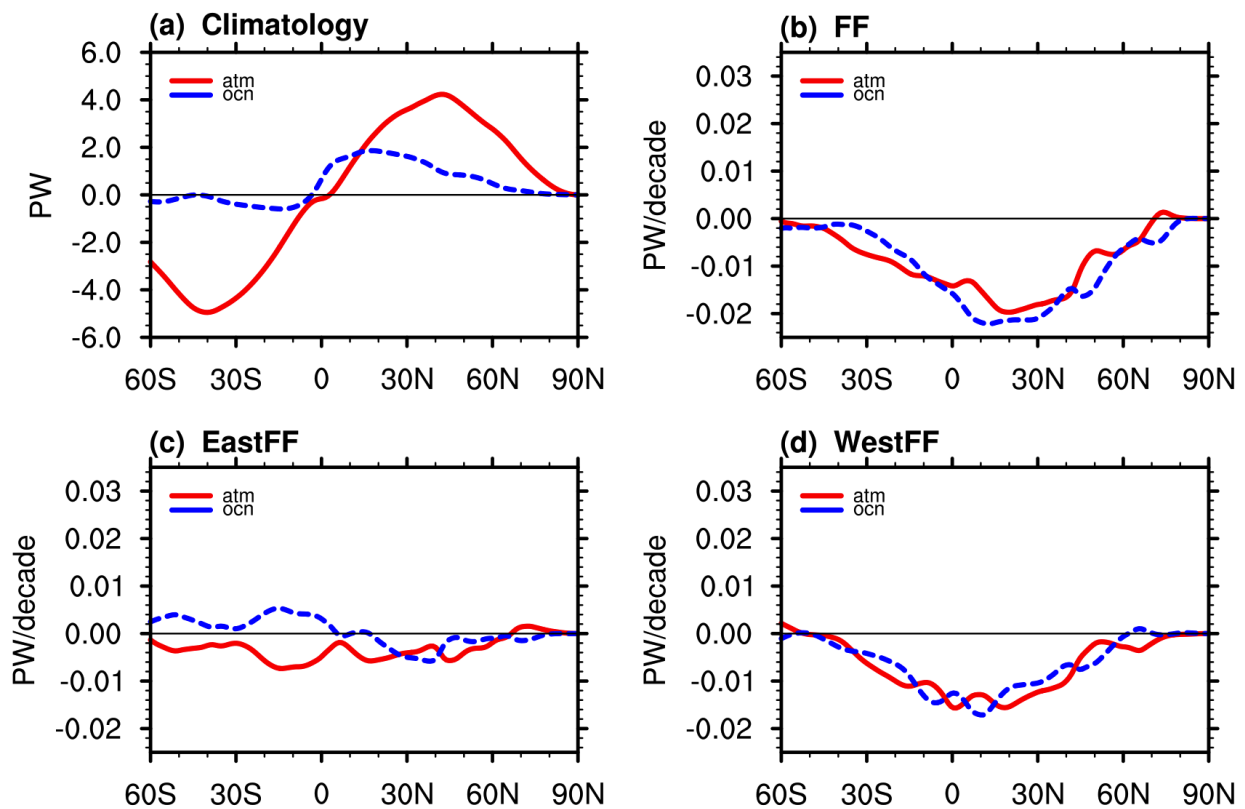 (a) Climatology
6.0
4.0
2.0
0.0
-2.0
-4.0
-6.0
PW
atm
ocn
60S 30S 0 30N 60N 90N
(b) FF
0.03
0.02
0.01
0.00
-0.01
-0.02
PW/decade
atm
ocn
60S 30S 0 30N 60N 90N
(c) EastFF
0.03
0.02
0.01
0.00
-0.01
-0.02
PW/decade
atm
ocn
60S 30S 0 30N 60N 90N
(d) WestFF
0.03
0.02
0.01
0.00
-0.01
-0.02
PW/decade
atm
ocn
60S 30S 0 30N 60N 90N